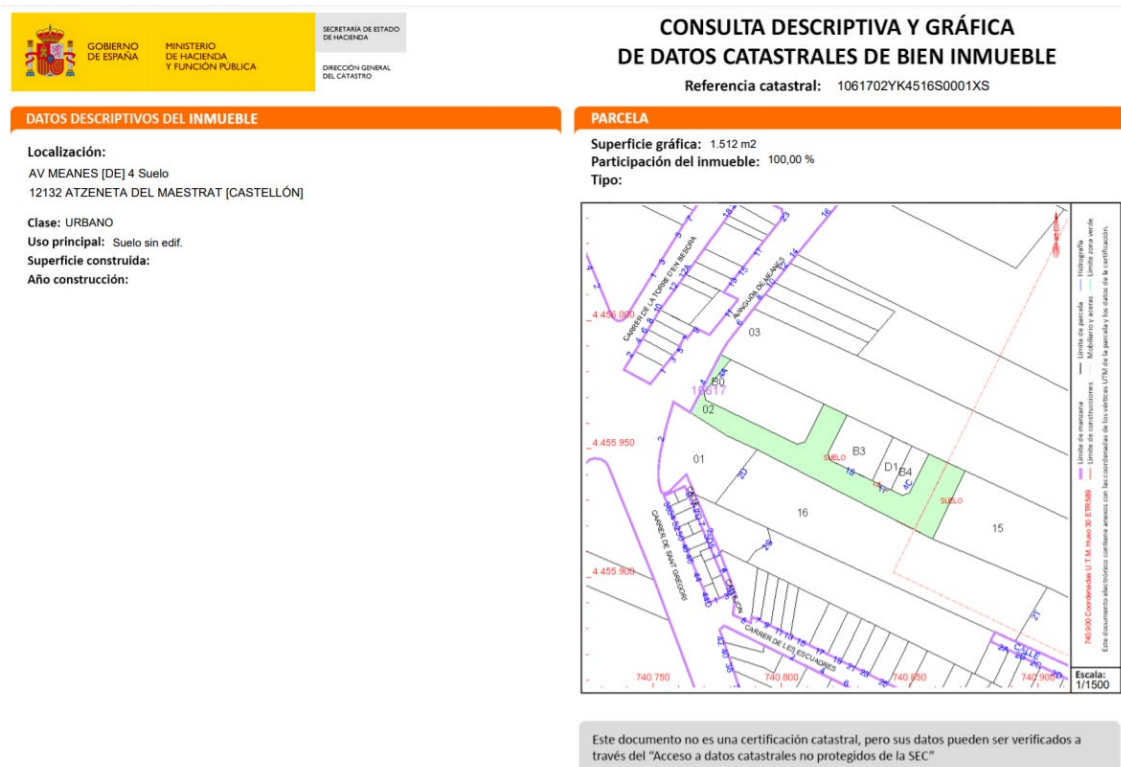 GOBIERNO
DE ESPAÑA
MINISTERIO
DE HACIENDA
Y FUNCIÓN PÚBLICA
SECRETARÍA DE ESTADO
DE HACIENDA
DIRECCIÓN GENERAL
DEL CATASTRO
CONSULTA DESCRIPTIVA Y GRÁFICA
DE DATOS CATASTRALES DE BIEN INMUEBLE
Referencia catastral: 1061702YK4516S0001XS
DATOS DESCRIPTIVOS DEL INMUEBLE
Localización:
AV MEANES [DE] 4 Suelo
12132 ATZENETA DEL MAESTRAT [CASTELLÓN]
Clase: URBANO
Uso principal: Suelo sin edif.
Superficie construida:
Año construcción:
PARCELA
Superficie gráfica: 1.512 m2
Participación del inmueble: 100,00 %
Tipo:
CARRER DE LA TORRE D'EN BESORA
AVINGUDA DE MEANES
4 456.000
03
B0
10617
02
4 455.950
01
SUELO
B3
D1
B4
4C
SUELO
2D
16
15
CARRER DE SANT GREGORI
4 455.900
CARRER DE LES ESCUADRES
CALLE
21
740.750
740.800
740.850
740.900
Límite de manzana
Límite de parcela
Límite de construcciones
Hidrografía
Mobiliario y aceras
Límite zona verde
740.900 Coordenadas U.T.M. Huso 30 ETRS89
Este documento electrónico contiene anexos con las coordenadas de los vértices UTM de la parcela y los datos de la certificación.
Escala:
1/1500
Este documento no es una certificación catastral, pero sus datos pueden ser verificados a
través del "Acceso a datos catastrales no protegidos de la SEC"